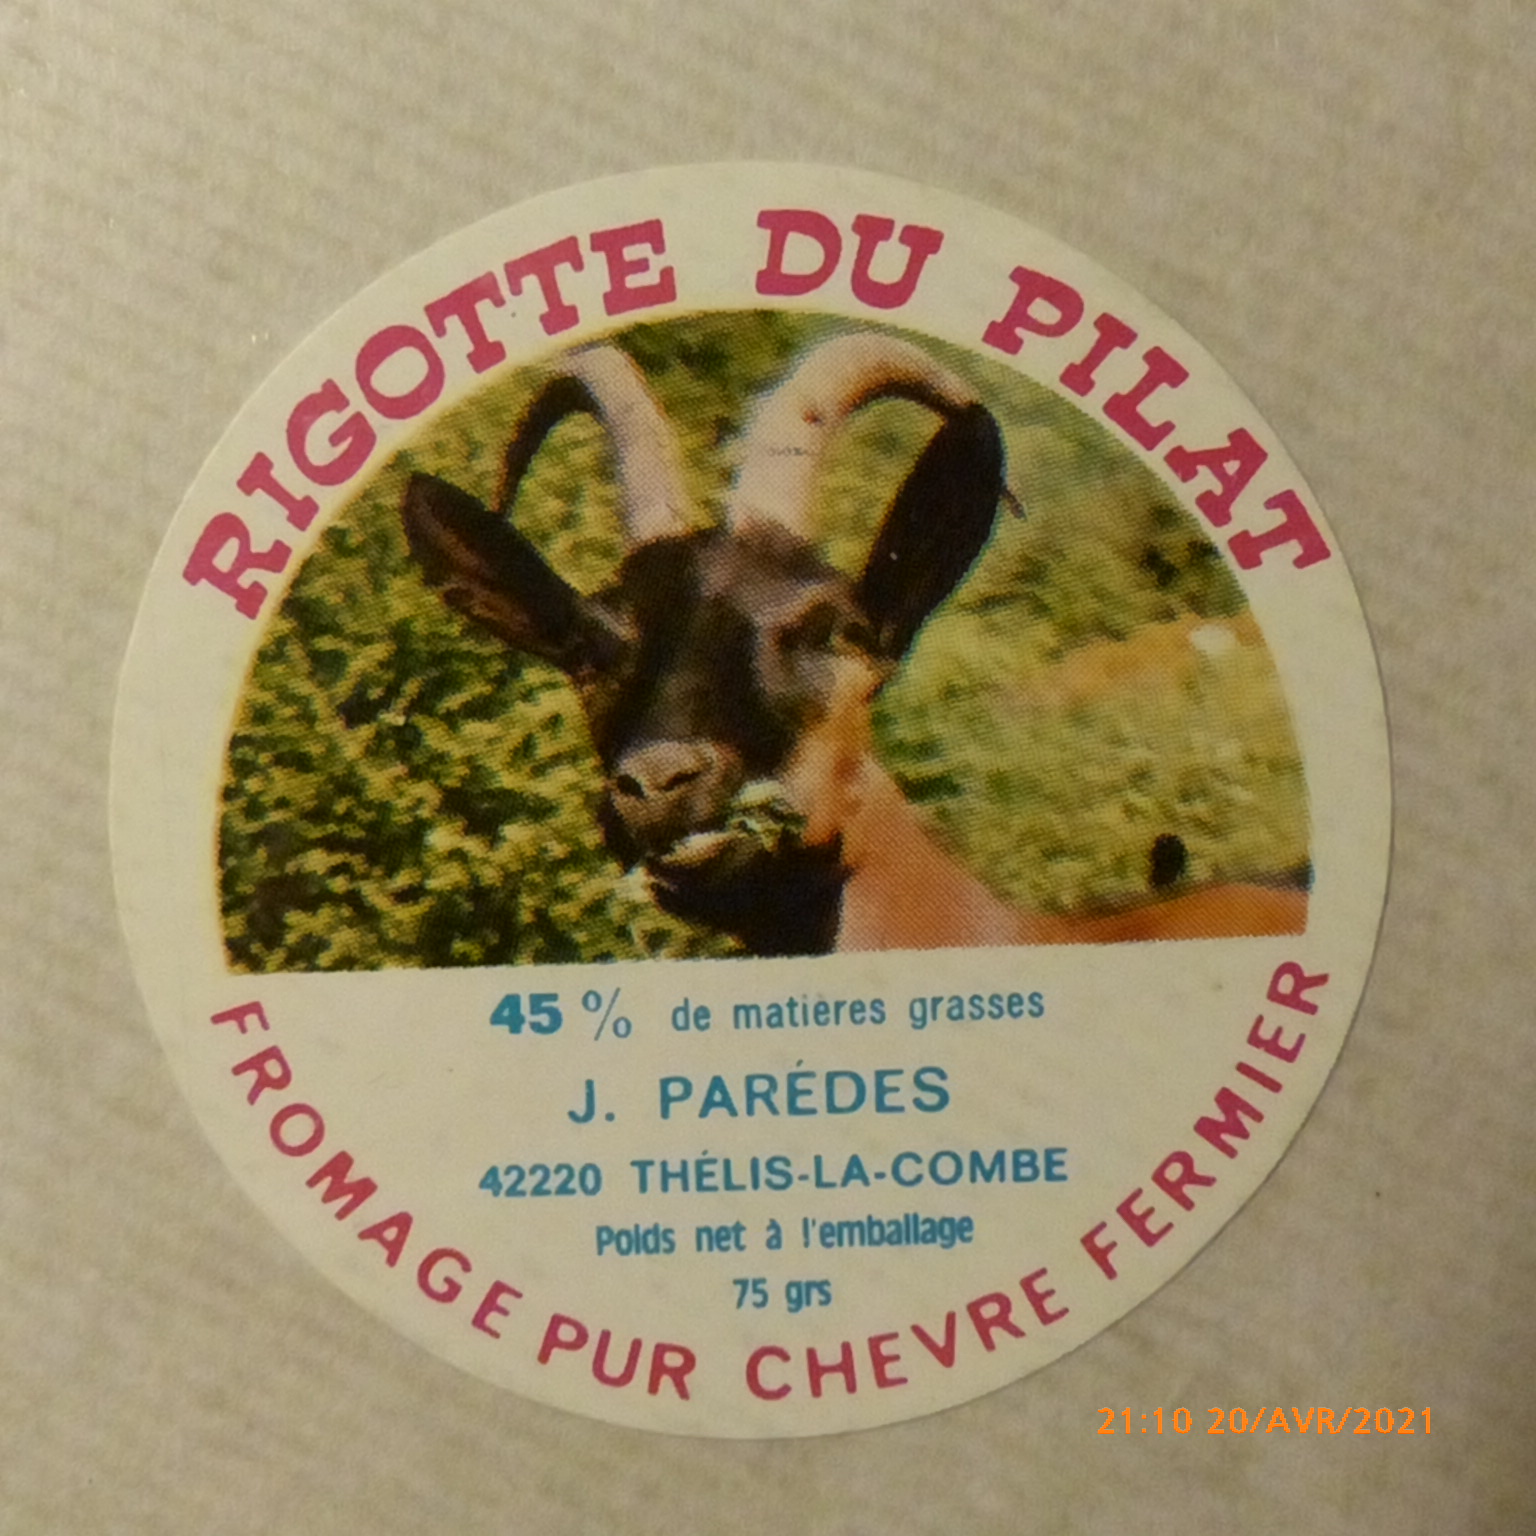 RIGOTTE DU PILAT
45 % de matières grasses
J. PARÉDES
42220 THÉLIS-LA-COMBE
Poids net à l'emballage
75 grs
FROMAGE PUR CHEVRE FERMIER
21:10 20/AVR/2021